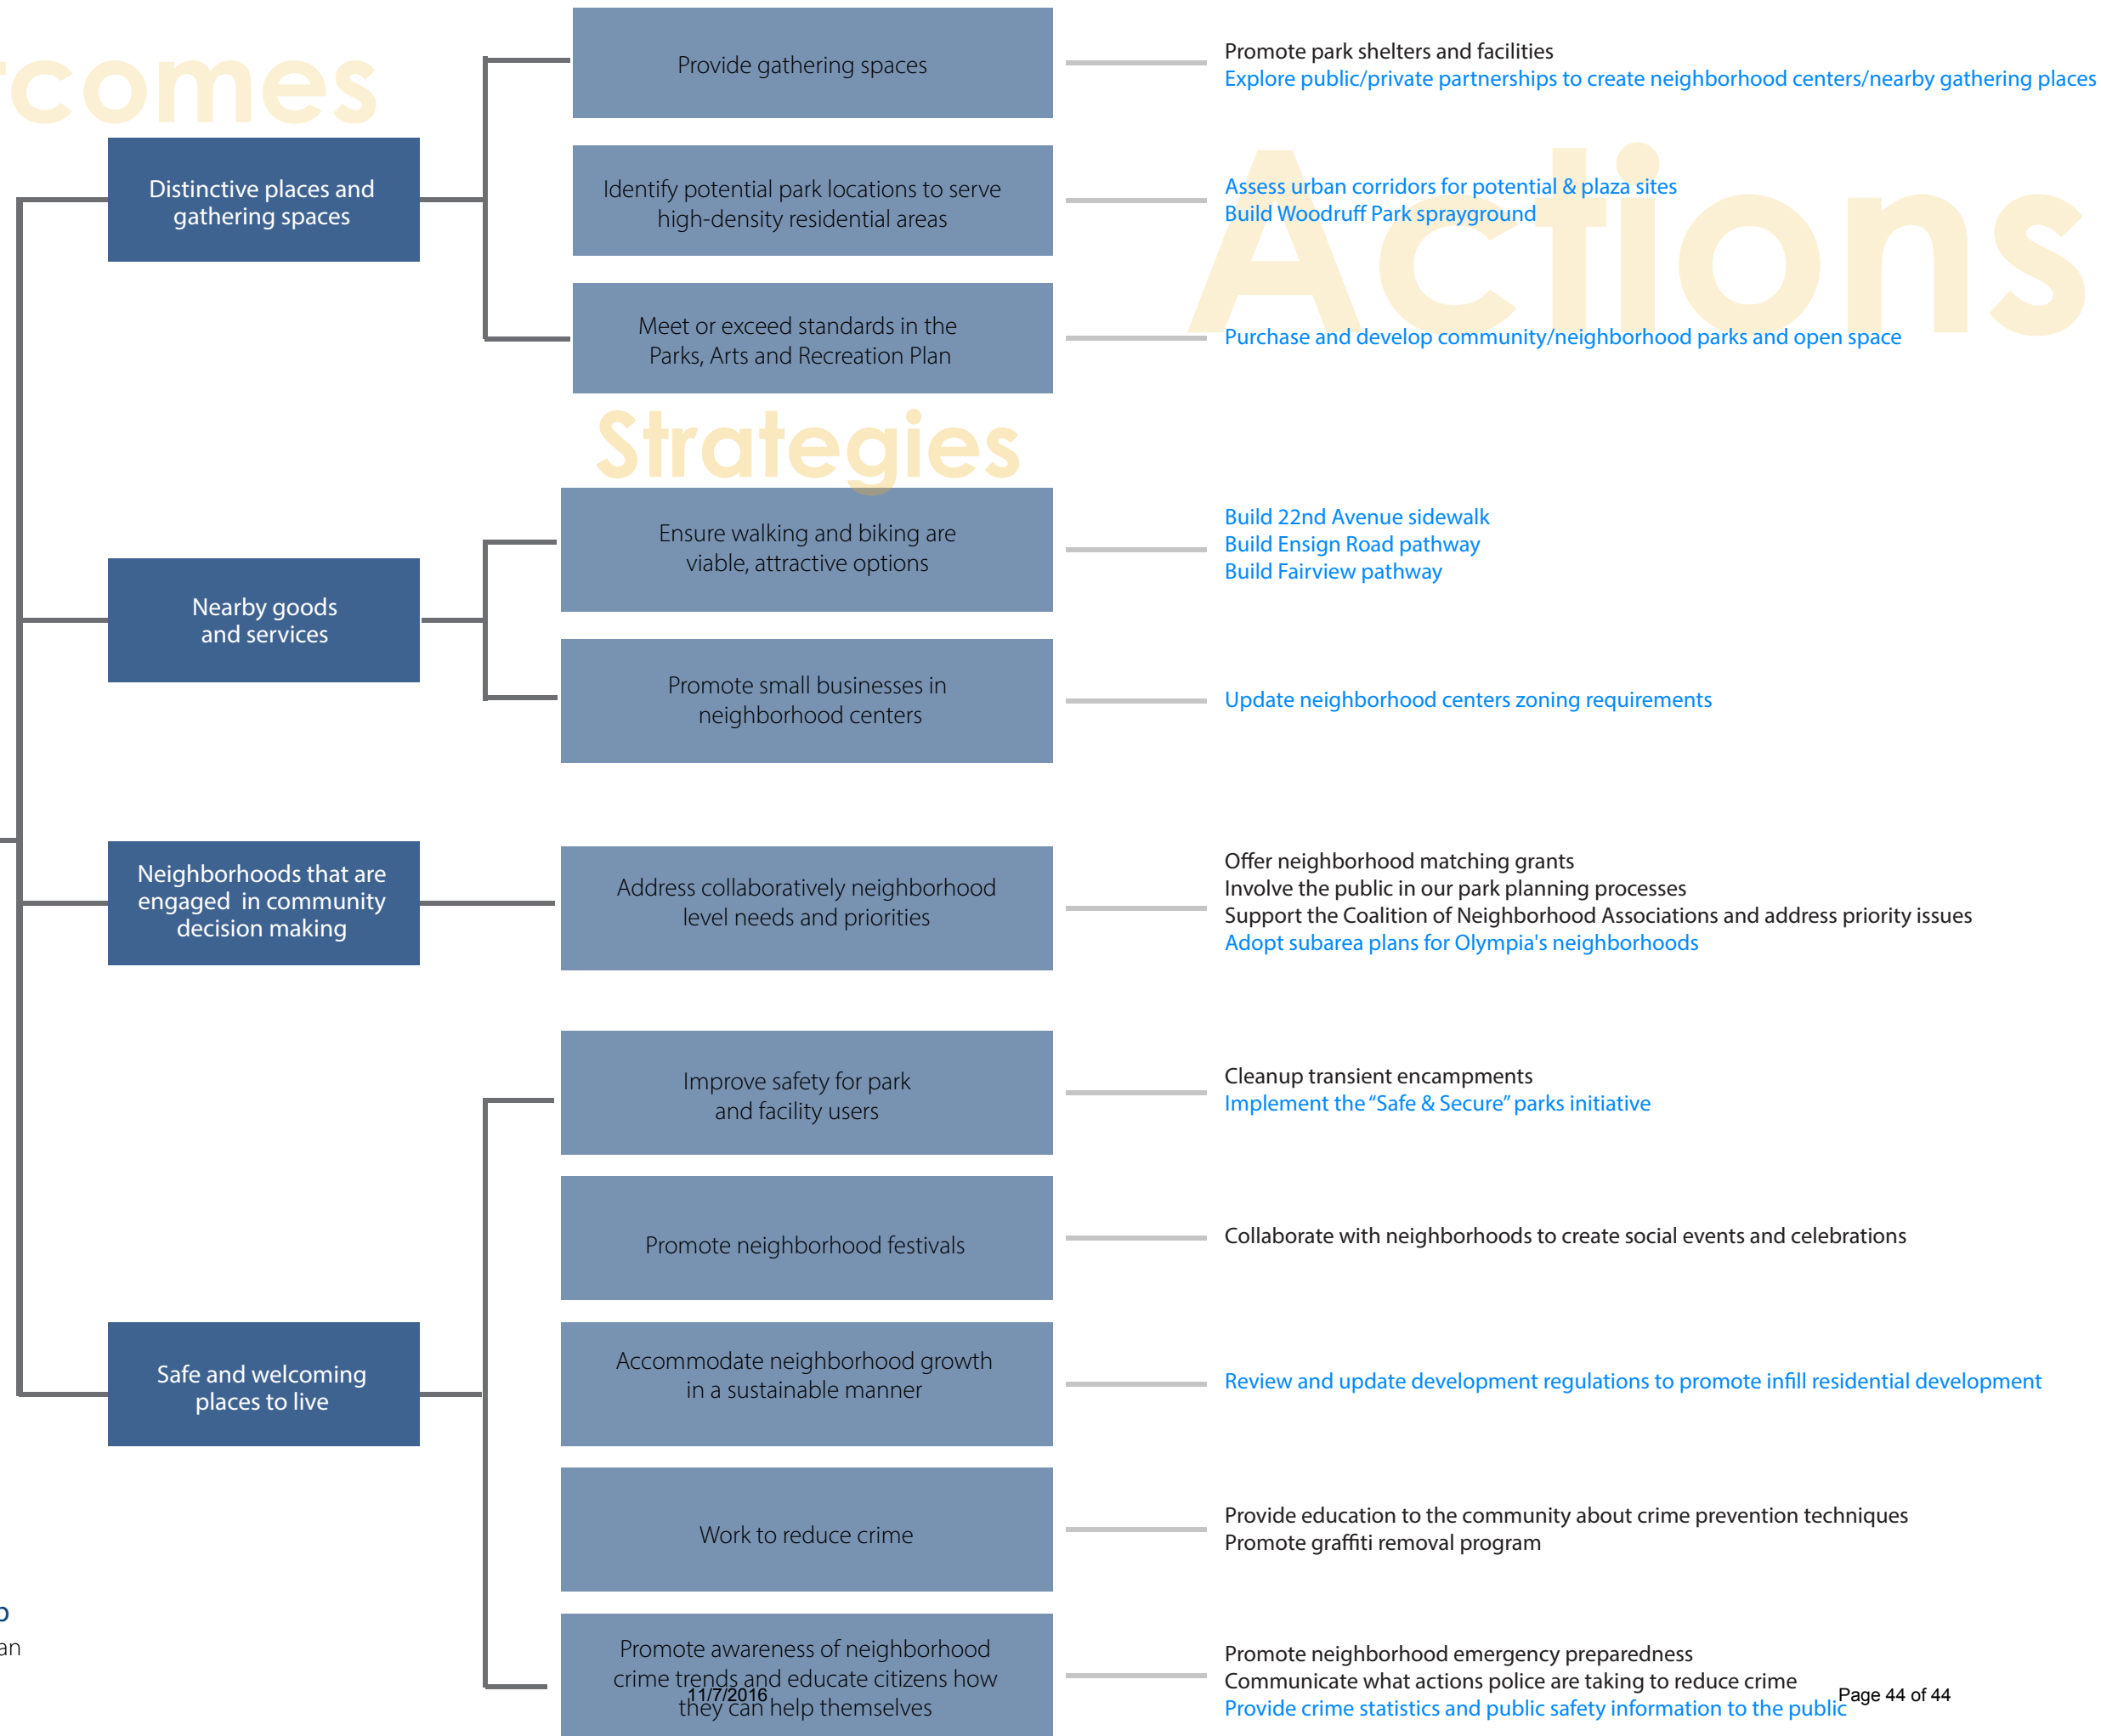 tcomes
Strategies
Actions
Distinctive places and
gathering spaces
Provide gathering spaces
Promote park shelters and facilities
Explore public/private partnerships to create neighborhood centers/nearby gathering places
Identify potential park locations to serve
high-density residential areas
Assess urban corridors for potential & plaza sites
Build Woodruff Park sprayground
Meet or exceed standards in the
Parks, Arts and Recreation Plan
Purchase and develop community/neighborhood parks and open space
Nearby goods
and services
Ensure walking and biking are
viable, attractive options
Build 22nd Avenue sidewalk
Build Ensign Road pathway
Build Fairview pathway
Promote small businesses in
neighborhood centers
Update neighborhood centers zoning requirements
Neighborhoods that are
engaged  in community
decision making
Address collaboratively neighborhood
level needs and priorities
Offer neighborhood matching grants
Involve the public in our park planning processes
Support the Coalition of Neighborhood Associations and address priority issues
Adopt subarea plans for Olympia's neighborhoods
Safe and welcoming
places to live
Improve safety for park
and facility users
Cleanup transient encampments
Implement the “Safe & Secure” parks initiative
Promote neighborhood festivals
Collaborate with neighborhoods to create social events and celebrations
Accommodate neighborhood growth
in a sustainable manner
Review and update development regulations to promote infill residential development
Work to reduce crime
Provide education to the community about crime prevention techniques
Promote graffiti removal program
Promote awareness of neighborhood
crime trends and educate citizens how
they can help themselves
Promote neighborhood emergency preparedness
Communicate what actions police are taking to reduce crime
Provide crime statistics and public safety information to the public
an
11/7/2016
Page 44 of 44